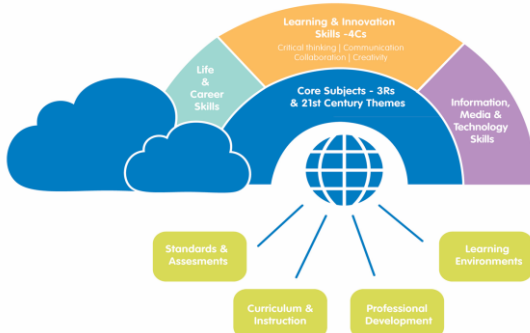 Learning & Innovation
Skills -4Cs
Critical thinking | Communication
Collaboration | Creativity
Life
&
Career
Skills
Core Subjects - 3Rs
& 21st Century Themes
Information,
Media &
Technology
Skills
Standards &
Assesments
Learning
Environments
Curriculum &
Instruction
Professional
Development